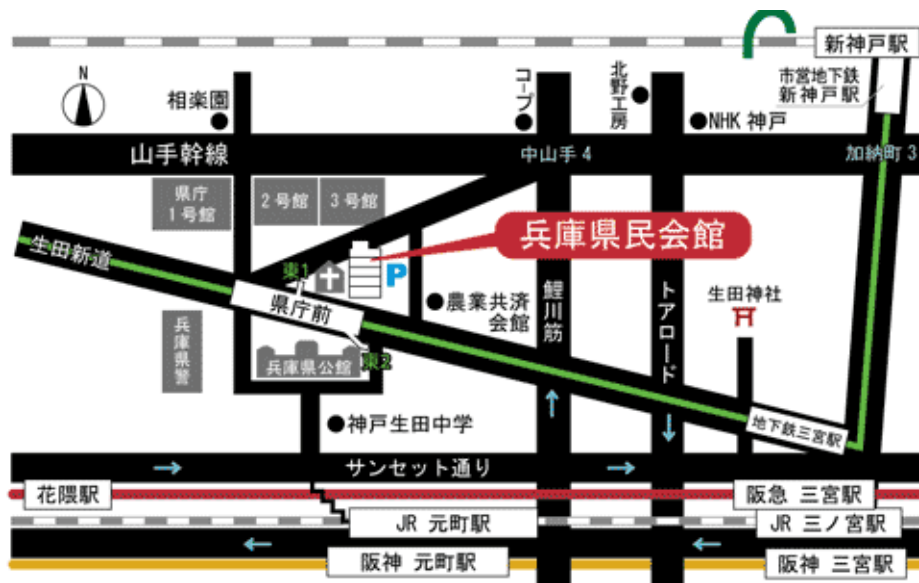 新神戸駅
N
市営地下鉄
新神戸駅
相楽園
コープ
北野工房
NHK 神戸
山手幹線
中山手 4
加納町 3
県庁
1 号館
2 号館
3 号館
兵庫県民会館
生田新道
東1
P
県庁前
農業共済
会館
鯉川筋
トアロード
生田神社
兵庫県警
兵庫県公館
東2
神戸生田中学
地下鉄三宮駅
サンセット通り
花隈駅
阪急 三宮駅
JR 元町駅
JR 三ノ宮駅
阪神 元町駅
阪神 三宮駅